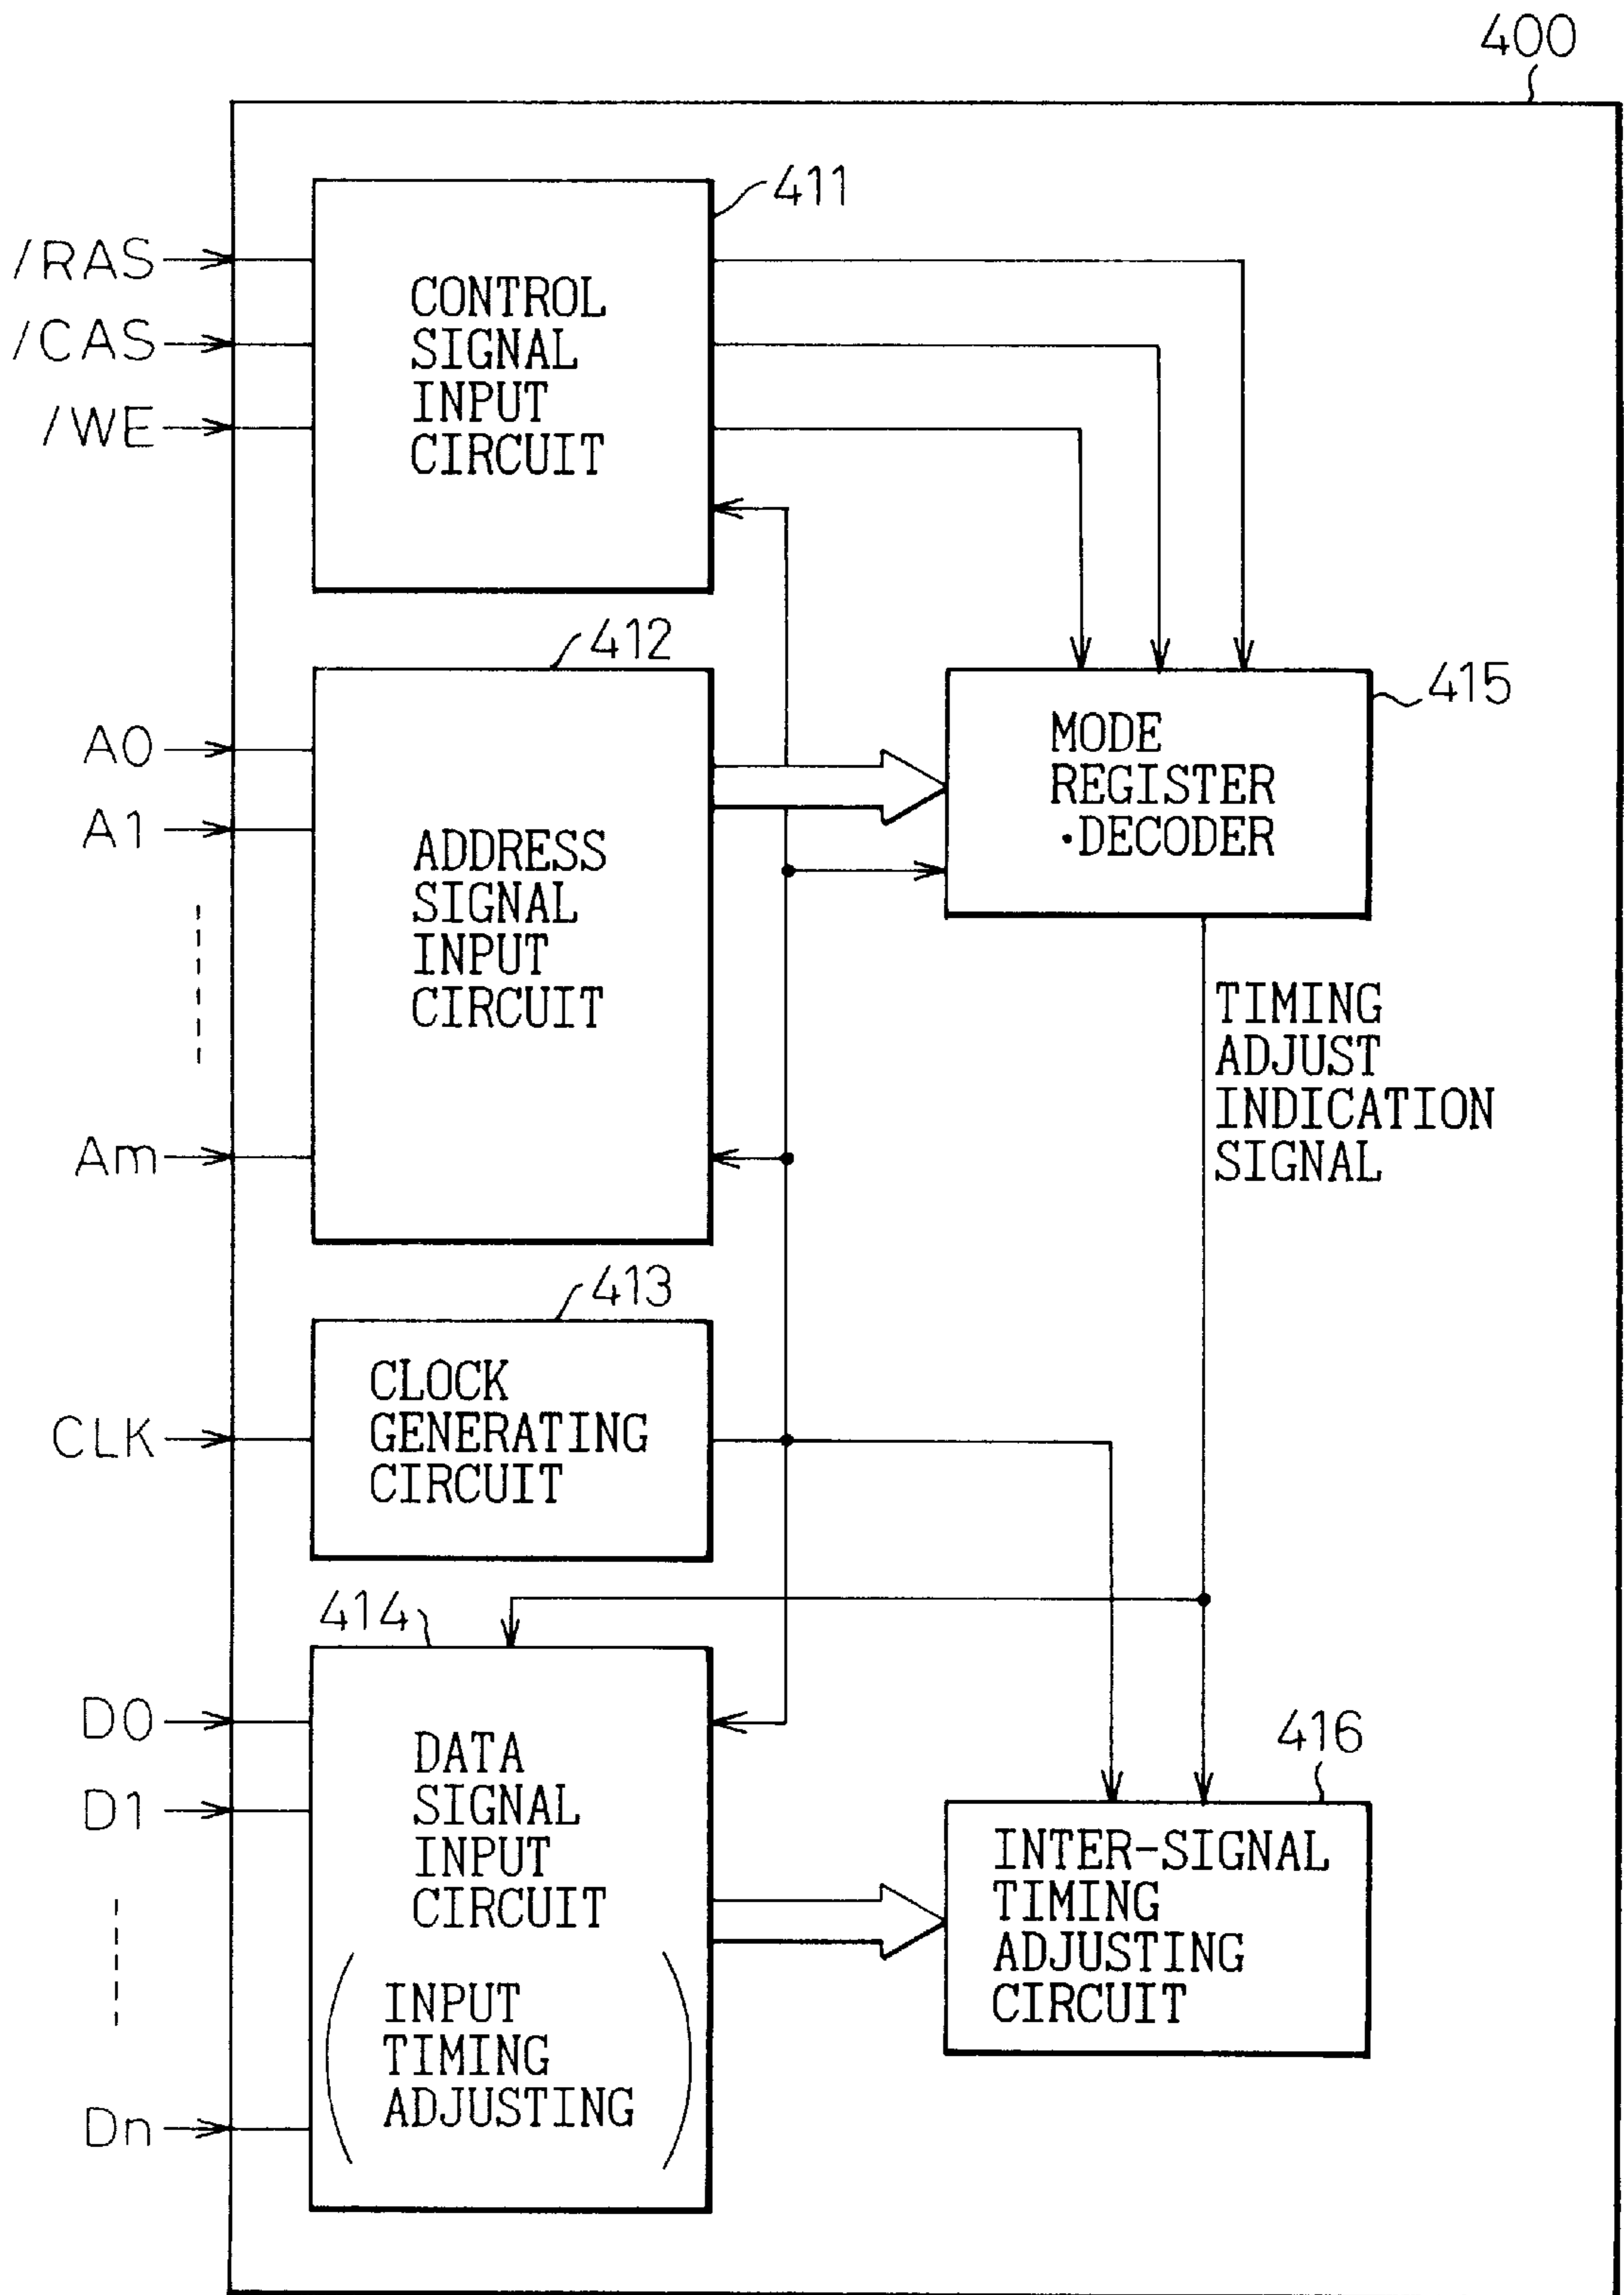 400
411
/RAS
/CAS
/WE
CONTROL
SIGNAL
INPUT
CIRCUIT
412
A0
A1
Am
ADDRESS
SIGNAL
INPUT
CIRCUIT
415
MODE
REGISTER
·DECODER
TIMING
ADJUST
INDICATION
SIGNAL
413
CLK
CLOCK
GENERATING
CIRCUIT
414
D0
D1
Dn
DATA
SIGNAL
INPUT
CIRCUIT
(INPUT
TIMING
ADJUSTING)
416
INTER-SIGNAL
TIMING
ADJUSTING
CIRCUIT